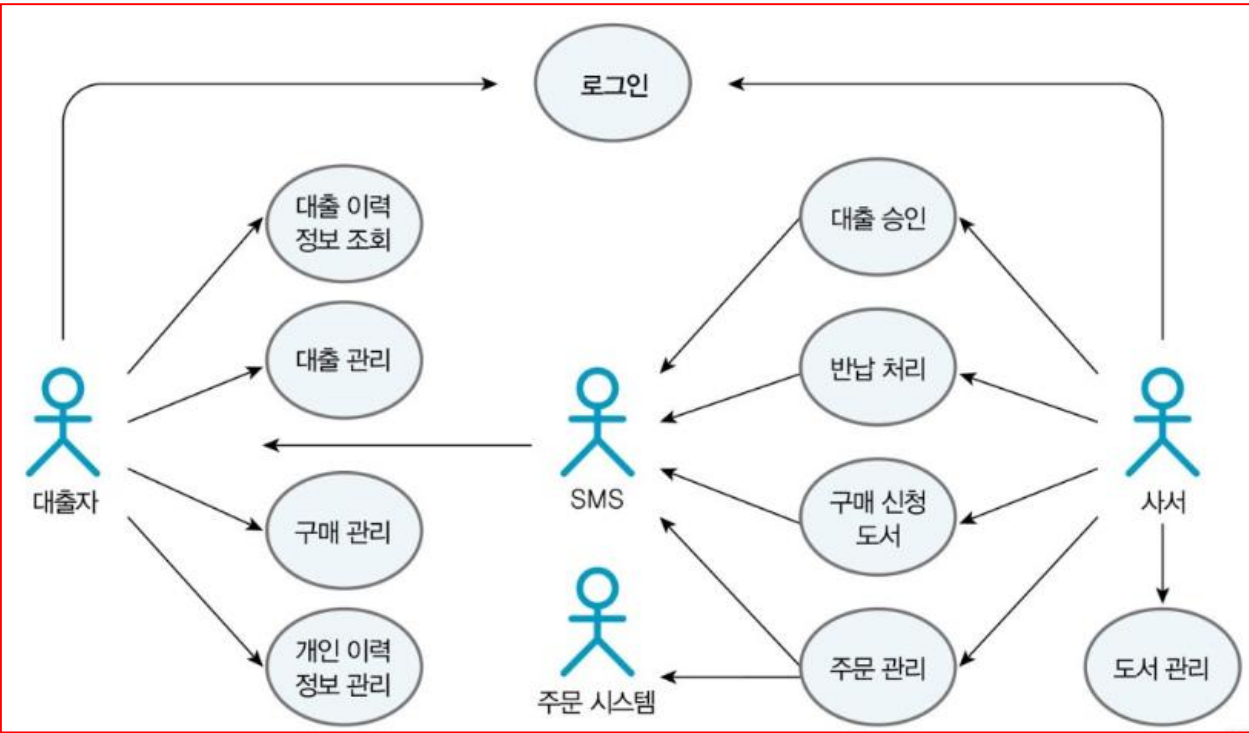 로그인
대출 이력
정보 조회
대출 승인
대출 관리
반납 처리
대출자
SMS
사서
구매 관리
구매 신청
도서
개인 이력
정보 관리
주문 시스템
주문 관리
도서 관리